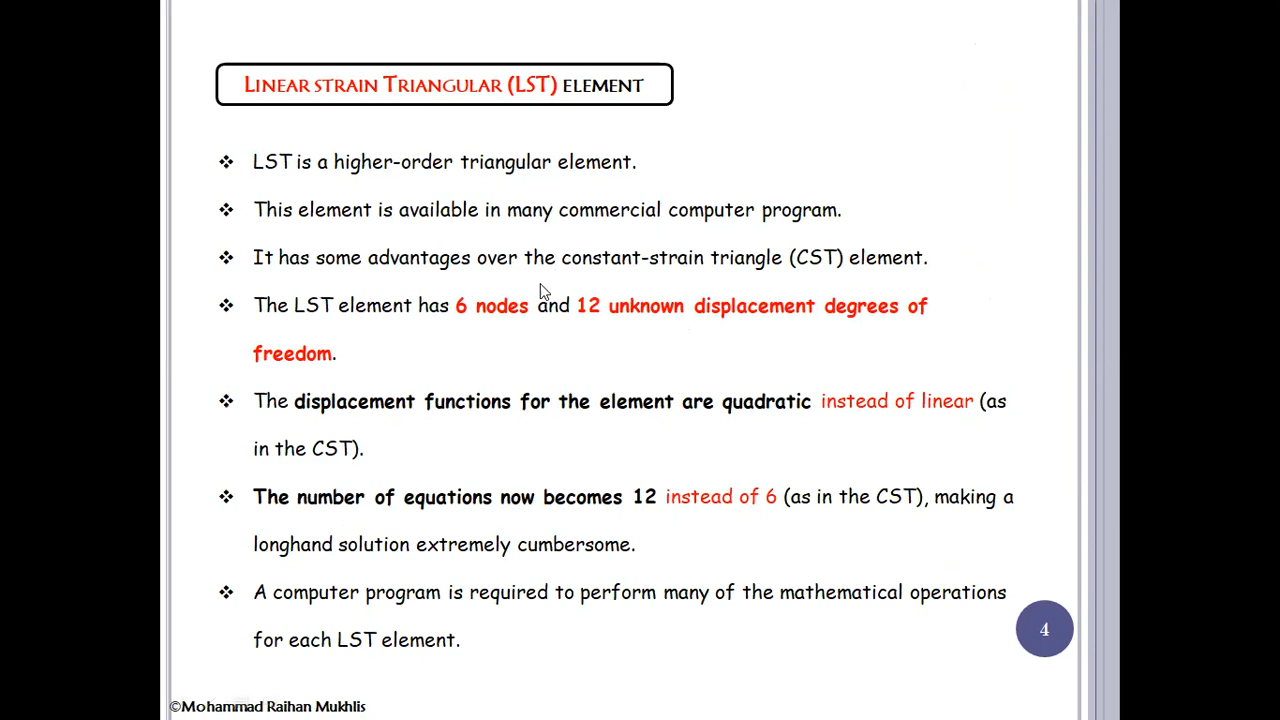 LINEAR STRAIN TRIANGULAR (LST) ELEMENT
❖ LST is a higher-order triangular element.
❖ This element is available in many commercial computer program.
❖ It has some advantages over the constant-strain triangle (CST) element.
❖ The LST element has 6 nodes and 12 unknown displacement degrees of
freedom.
❖ The displacement functions for the element are quadratic instead of linear (as
in the CST).
❖ The number of equations now becomes 12 instead of 6 (as in the CST), making a
longhand solution extremely cumbersome.
❖ A computer program is required to perform many of the mathematical operations
for each LST element.
4
©Mohammad Raihan Mukhlis